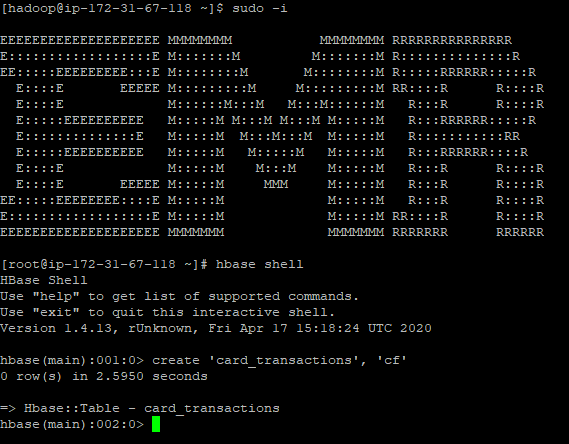 [hadoop@ip-172-31-67-118 ~]$ sudo -i
EEEEEEEEEEEEEEEEEEEE MMMMMMMM           MMMMMMMM RRRRRRRRRRRRRRR
E::::::::::::::::::E M:::::::M         M:::::::M R::::::::::::::R
EE:::::EEEEEEEEE:::E M::::::::M       M::::::::M R:::::RRRRRR:::::R
  E::::E       EEEEE M:::::::::M     M:::::::::M RR::::R      R::::R
  E::::E             M::::::M:::M   M:::M::::::M   R:::R      R::::R
  E:::::EEEEEEEEEE   M:::::M M:::M M:::M M:::::M   R:::RRRRRR:::::R
  E::::::::::::::E   M:::::M  M:::M:::M  M:::::M   R:::::::::::RR
  E:::::EEEEEEEEEE   M:::::M   M:::::M   M:::::M   R:::RRRRRR::::R
  E::::E             M:::::M    M:::M    M:::::M   R:::R      R::::R
  E::::E       EEEEE M:::::M     MMM     M:::::M   R:::R      R::::R
EE:::::EEEEEEEE::::E M:::::M             M:::::M   R:::R      R::::R
E::::::::::::::::::E M:::::M             M:::::M RR::::R      R::::R
EEEEEEEEEEEEEEEEEEEE MMMMMMM             MMMMMMM RRRRRRR      RRRRRR
[root@ip-172-31-67-118 ~]# hbase shell
HBase Shell
Use "help" to get list of supported commands.
Use "exit" to quit this interactive shell.
Version 1.4.13, rUnknown, Fri Apr 17 15:18:24 UTC 2020
hbase(main):001:0> create 'card_transactions', 'cf'
0 row(s) in 2.5950 seconds
=> Hbase::Table - card_transactions
hbase(main):002:0>